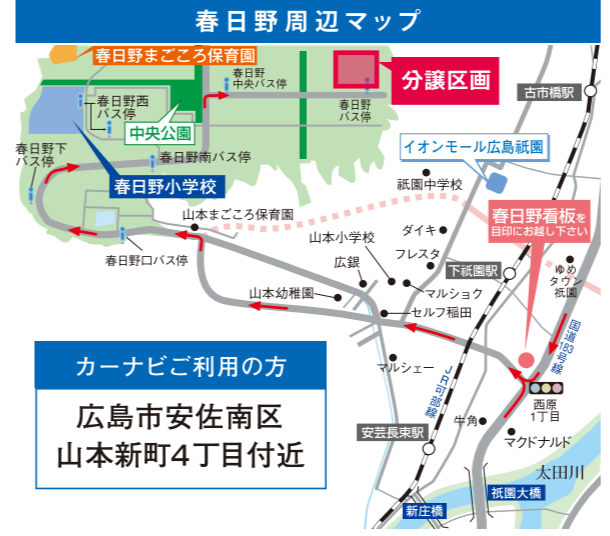 春日野周辺マップ
春日野まごころ保育園
春日野
中央バス停
分譲区画
古市橋駅
春日野西
バス停
中央公園
春日野
バス停
春日野下
バス停
春日野南バス停
イオンモール広島祇園
春日野小学校
祇園中学校
春日野看板を
目印にお越し下さい
山本まごころ保育園
ダイキ
山本小学校
フレスタ
春日野口バス停
広銀
下祇園駅
ゆめ
タウン
祇園
山本幼稚園
マルショク
セルフ稲田
国道183号線
カーナビご利用の方
マルシェー
JR可部線
広島市安佐南区
山本新町4丁目付近
西原
1丁目
牛角
安芸長束駅
マクドナルド
太田川
祇園大橋
新庄橋